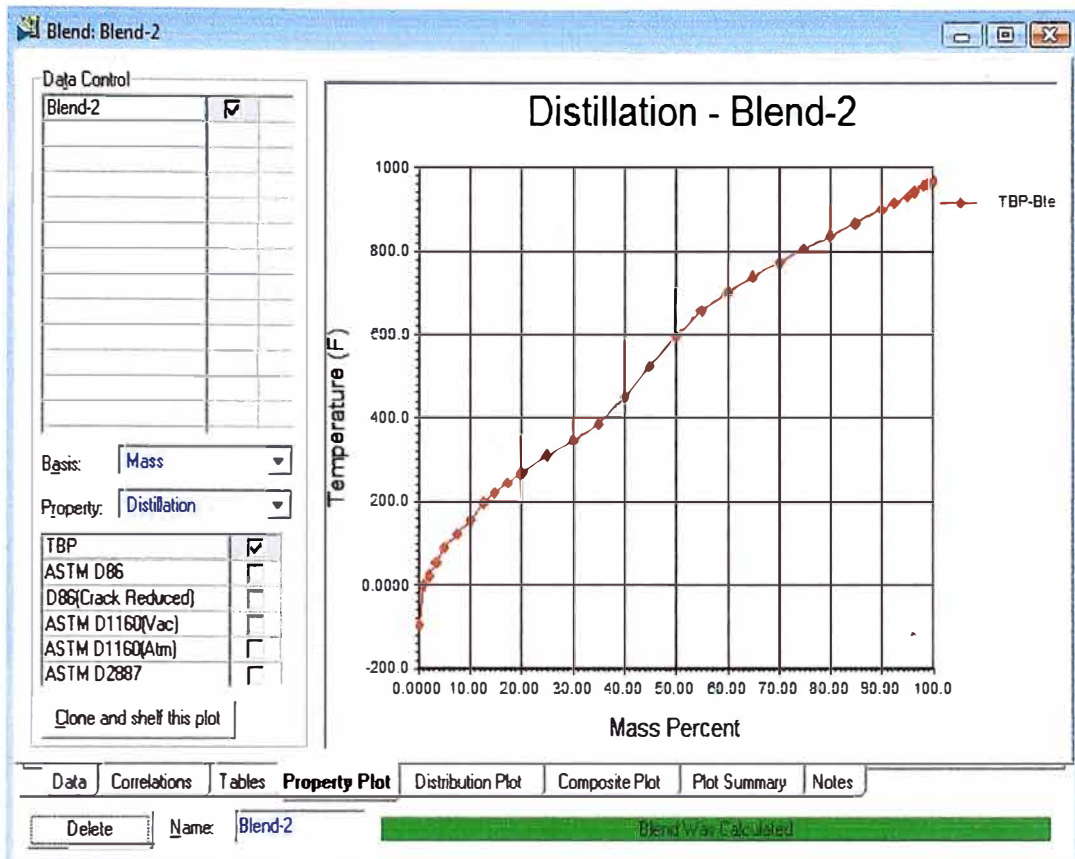 Blend: Blend-2
Data Control
Blend-2
Basis: Mass
Property: Distillation
TBP
ASTM D86
D86(Crack Reduced)
ASTM D1160(Vac)
ASTM D1160(Atm)
ASTM D2887
Clone and shelf this plot
Distillation - Blend-2
Temperature (F)
1000
800.0
600.0
400.0
200.0
0.0000
-200.0
0.0000 10.00 20.00 30.00 40.00 50.00 60.00 70.00 80.00 90.00 100.0
Mass Percent
TBP-Ble
Data Correlations Tables Property Plot Distribution Plot Composite Plot Plot Summary Notes
Delete Name: Blend-2 Blend Was Calculated